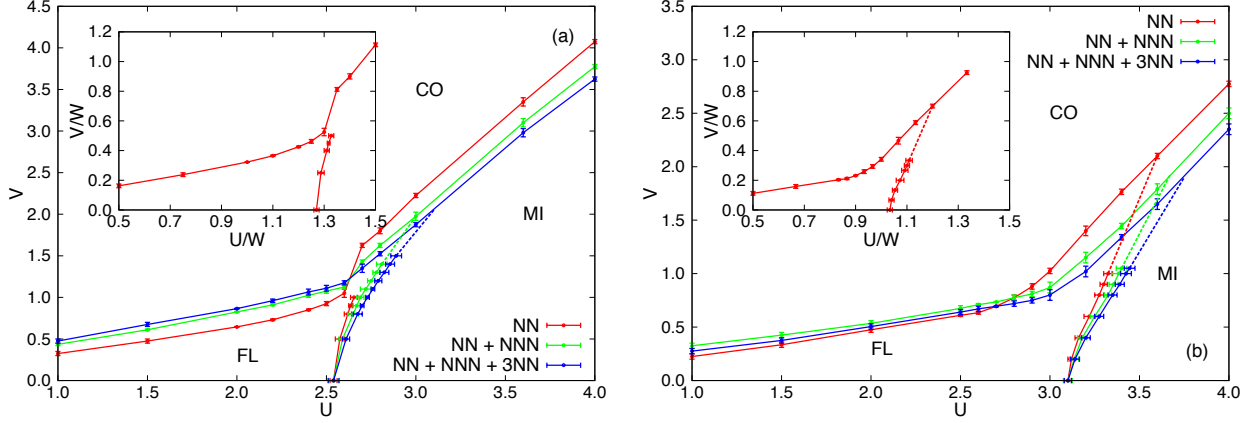 4.5
4.0
3.5
3.0
2.5
2.0
1.5
1.0
0.5
0.0
V
1.0 1.5 2.0 2.5 3.0 3.5 4.0
U
1.2
1.0
0.8
0.6
0.4
0.2
0.0
V/W
0.5 0.7 0.9 1.1 1.3 1.5
U/W
(a)
CO
MI
FL
NN
NN + NNN
NN + NNN + 3NN
3.5
3.0
2.5
2.0
1.5
1.0
0.5
0.0
V
1.0 1.5 2.0 2.5 3.0 3.5 4.0
U
1.2
1.0
0.8
0.6
0.4
0.2
0.0
V/W
0.5 0.7 0.9 1.1 1.3 1.5
U/W
NN
NN + NNN
NN + NNN + 3NN
CO
MI
FL
(b)